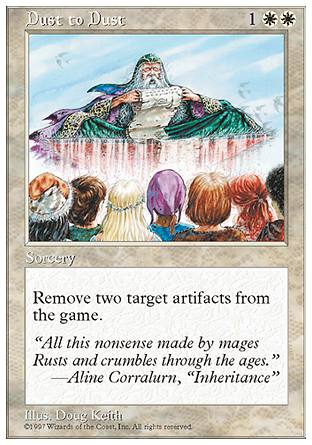 Dust to Dust 1
Sorcery
Remove two target artifacts from
the game.
“All this nonsense made by mages
Rusts and crumbles through the ages.”
—Aline Corralurn, “Inheritance”
Illus. Doug Keith
©1997 Wizards of the Coast, Inc. All rights reserved.